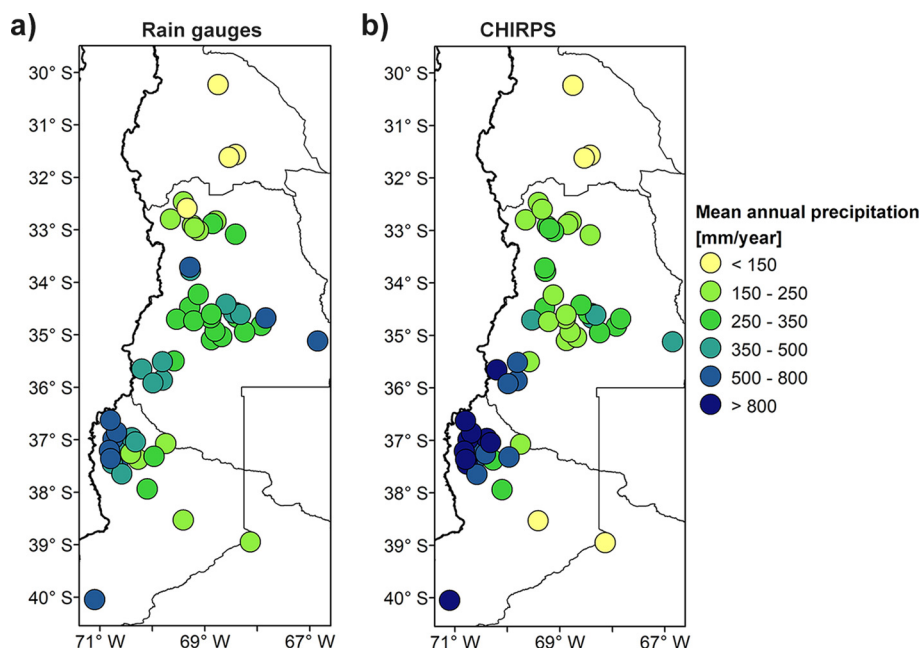 a) Rain gauges
b) CHIRPS
30° S
31° S
32° S
33° S
34° S
35° S
36° S
37° S
38° S
39° S
40° S
71° W
69° W
67° W
30° S
31° S
32° S
33° S
34° S
35° S
36° S
37° S
38° S
39° S
40° S
71° W
69° W
67° W
Mean annual precipitation
[mm/year]
< 150
150 - 250
250 - 350
350 - 500
500 - 800
> 800